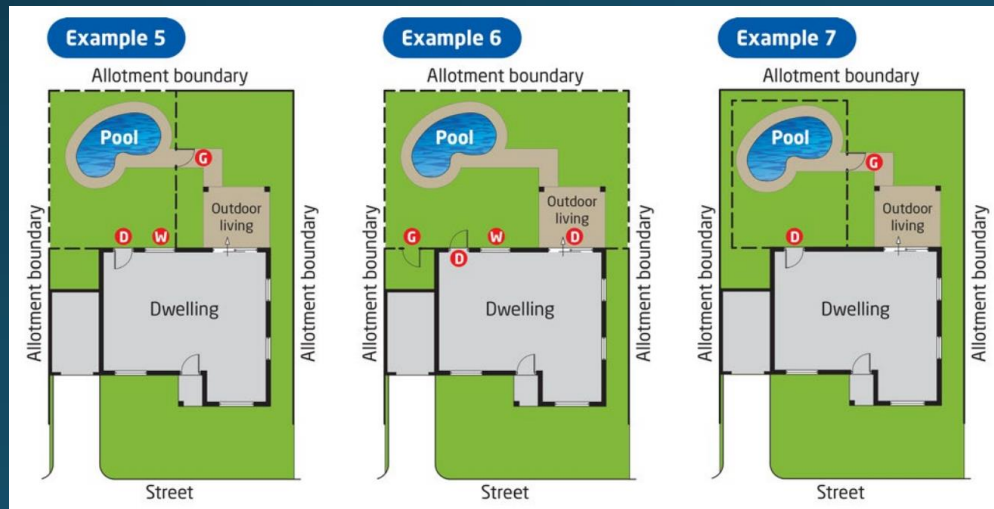 Example 5
Allotment boundary
Pool
G
Outdoor
living
D
W
Allotment boundary
Allotment boundary
Dwelling
Street
Example 6
Allotment boundary
Pool
Outdoor
living
G
W
D
D
Allotment boundary
Allotment boundary
Dwelling
Street
Example 7
Allotment boundary
Pool
G
Outdoor
living
D
Allotment boundary
Allotment boundary
Dwelling
Street